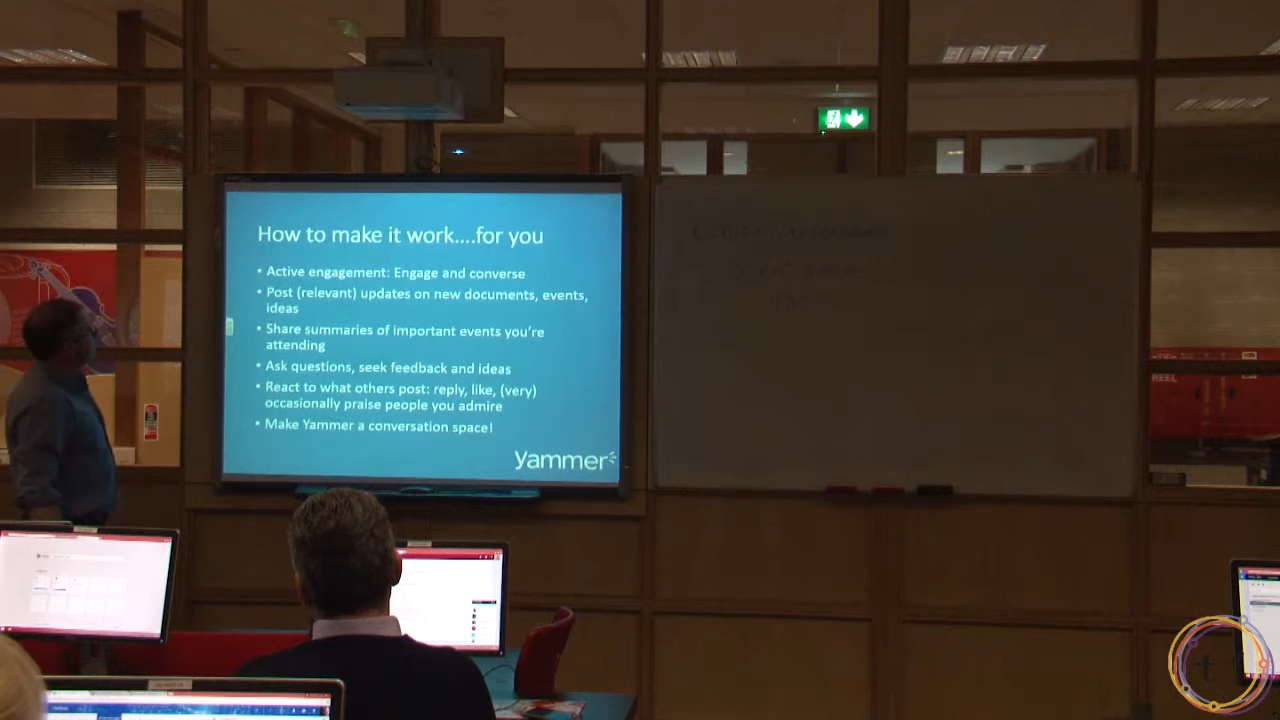 How to make it work....for you
• Active engagement: Engage and converse
• Post (relevant) updates on new documents, events,
ideas
• Share summaries of important events you're
attending
• Ask questions, seek feedback and ideas
• React to what others post: reply, like, (very)
occasionally praise people you admire
• Make Yammer a conversation space!
yammer
REEL
t